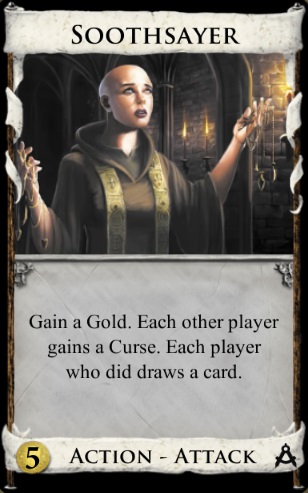 SOOTHSAYER
Gain a Gold. Each other player
gains a Curse. Each player
who did draws a card.
5 ACTION - ATTACK